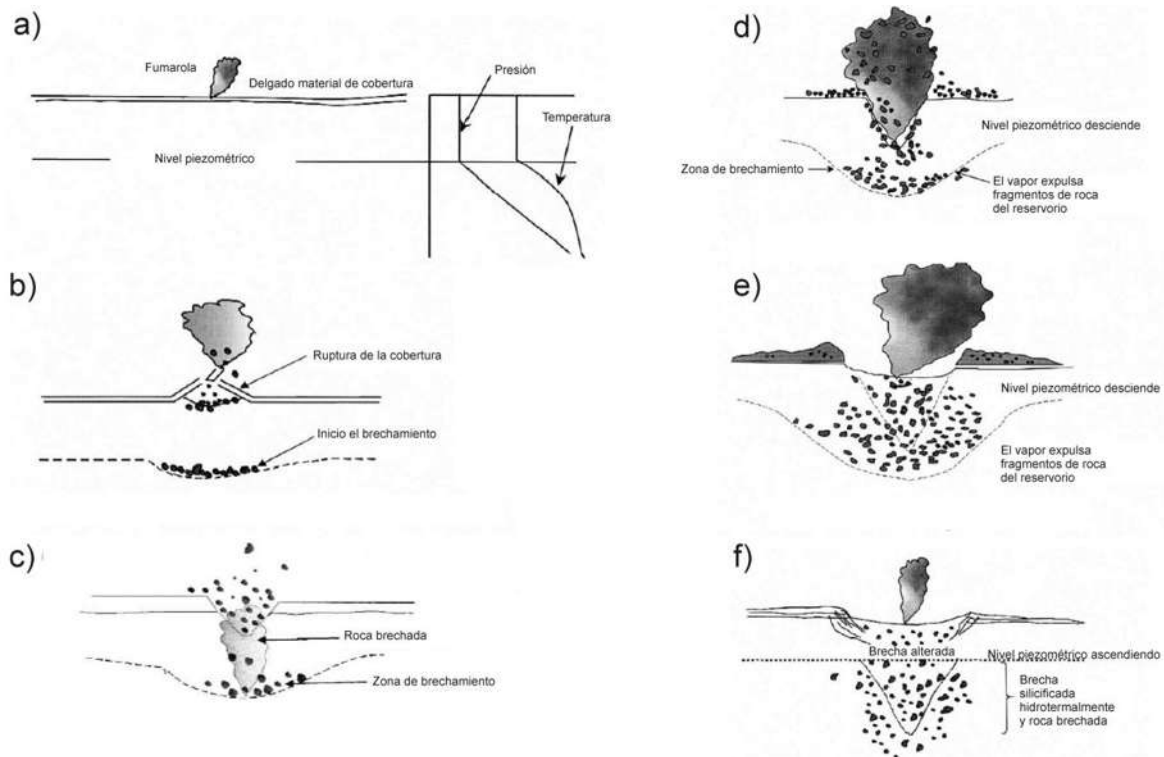 a)
Fumarola
Delgado material de cobertura
Presión
Temperatura
Nivel piezométrico
b)
Ruptura de la cobertura
Inicio el brechamiento
c)
Roca brechada
Zona de brechamiento
d)
Nivel piezométrico desciende
Zona de brechamiento
El vapor expulsa
fragmentos de roca
del reservorio
e)
Nivel piezométrico desciende
El vapor expulsa
fragmentos de roca
del reservorio
f)
Brecha alterada
Nivel piezométrico ascendiendo
Brecha
silicificada
hidrotermalmente
y roca brechada